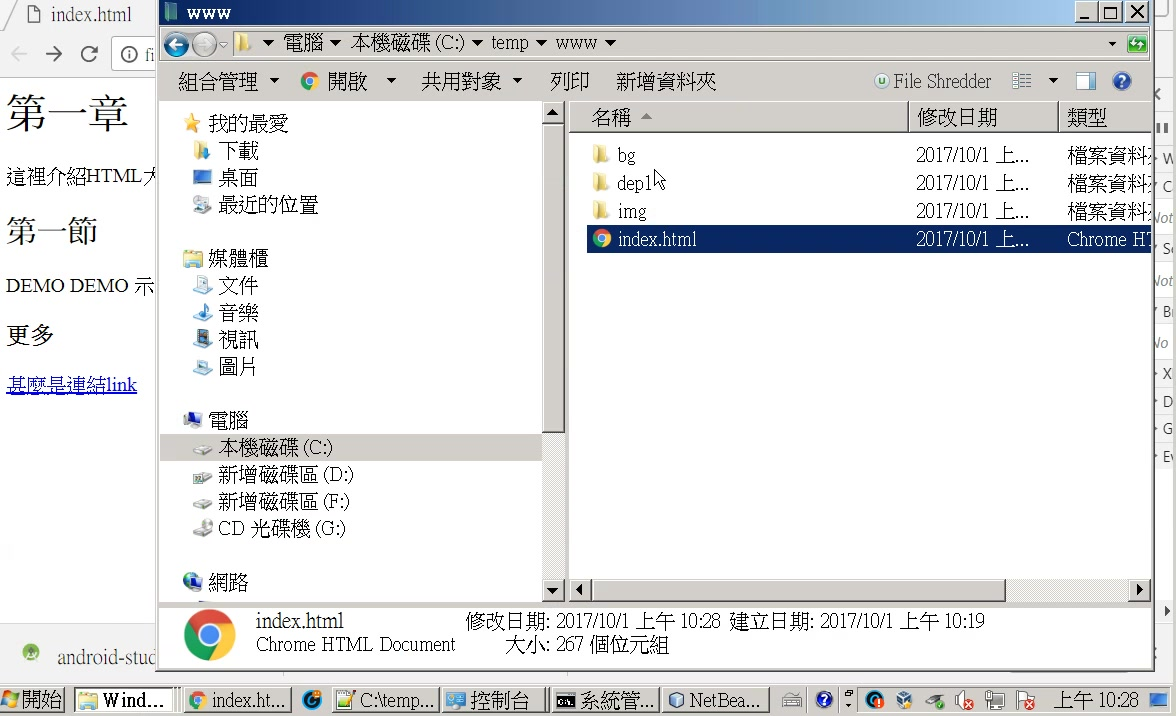 index.html
www
電腦 本機磁碟 (C:) temp www
組合管理 開啟 共用對象 列印 新增資料夾 File Shredder
名稱 修改日期 類型
bg 2017/10/1 上... 檔案資料
dep1 2017/10/1 上... 檔案資料
img 2017/10/1 上... 檔案資料
index.html 2017/10/1 上... Chrome HT
我的最愛
下載
桌面
最近的位置
媒體櫃
文件
音樂
視訊
圖片
電腦
本機磁碟 (C:)
新增磁碟區 (D:)
新增磁碟區 (F:)
CD 光碟機 (G:)
網路
index.html 修改日期: 2017/10/1 上午 10:28 建立日期: 2017/10/1 上午 10:19
Chrome HTML Document 大小: 267 個位元組
第一章
這裡介紹HTML大
第一節
DEMO DEMO 示
更多
甚麼是連結link
android-stud
開始 Wind... index.ht... C:\temp... 控制台 系統管... NetBea... 上午 10:28